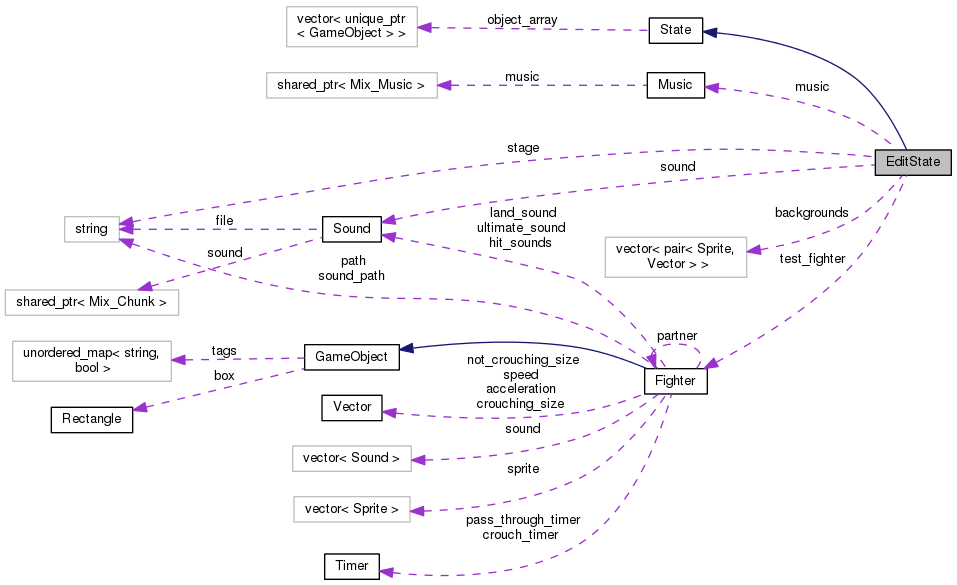 vector< unique_ptr
< GameObject > >
object_array
State
shared_ptr< Mix_Music >
music
Music
music
stage
EditState
sound
string
file
Sound
land_sound
ultimate_sound
hit_sounds
backgrounds
vector< pair< Sprite,
Vector > >
sound
path
sound_path
test_fighter
shared_ptr< Mix_Chunk >
unordered_map< string,
bool >
tags
GameObject
partner
box
not_crouching_size
speed
acceleration
crouching_size
Fighter
Rectangle
Vector
sound
vector< Sound >
sprite
vector< Sprite >
pass_through_timer
crouch_timer
Timer